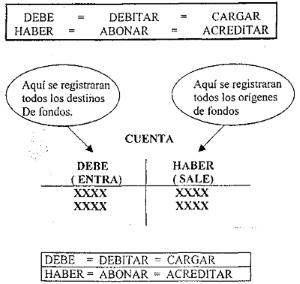 DEBE = DEBITAR = CARGAR
HABER = ABONAR = ACREDITAR
Aquí se registraran
todos los destinos
De fondos.
Aquí se registraran
todos los orígenes
de fondos
CUENTA
DEBE HABER
(ENTRA) (SALE)
XXXX XXXX
XXXX XXXX
DEBE = DEBITAR = CARGAR
HABER = ABONAR = ACREDITAR